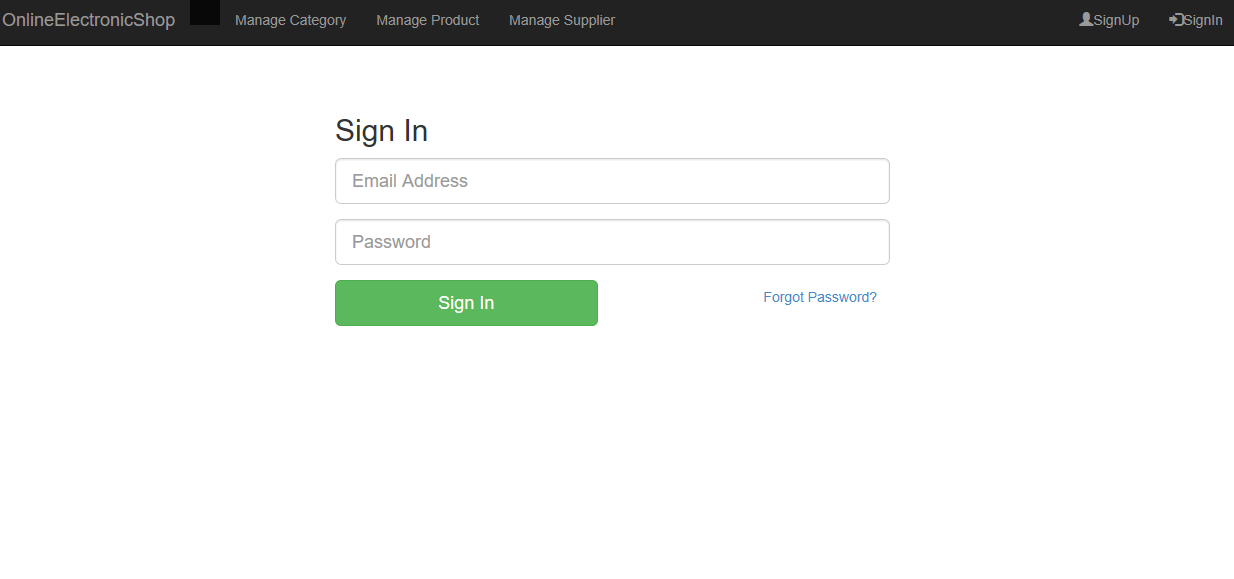 OnlineElectronicShop Manage Category Manage Product Manage Supplier SignUp SignIn
Sign In
Email Address
Password
Sign In Forgot Password?